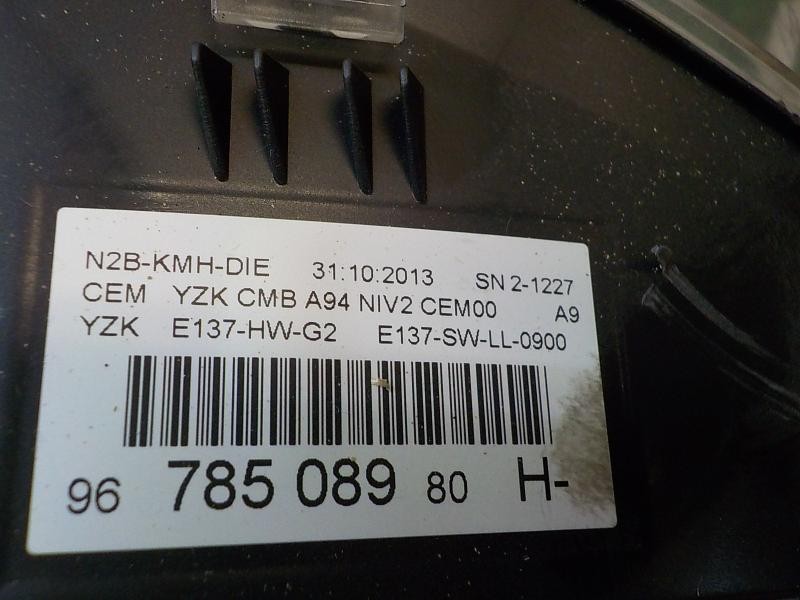 N2B-KMH-DIE 31:10:2013 SN 2-1227
CEM YZK CMB A94 NIV2 CEM00 A9
YZK E137-HW-G2 E137-SW-LL-0900
96 785 089 80 H-